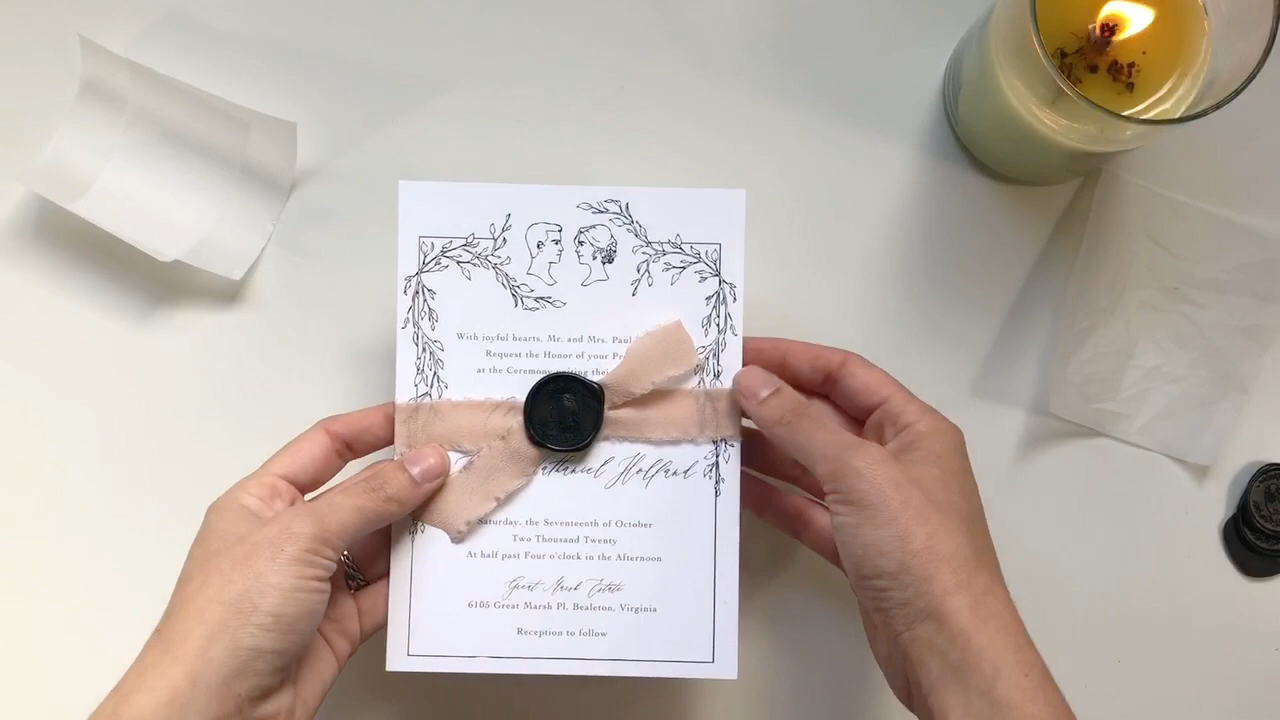 With joyful hearts, Mr. and Mrs. Paul
Request the Honor of your
at the Ceremony uniting their
Holland
Saturday, the Seventeenth of October
Two Thousand Twenty
At half past Four o'clock in the Afternoon
Great Marsh Estate
6105 Great Marsh Pl, Bealeton, Virginia
Reception to follow